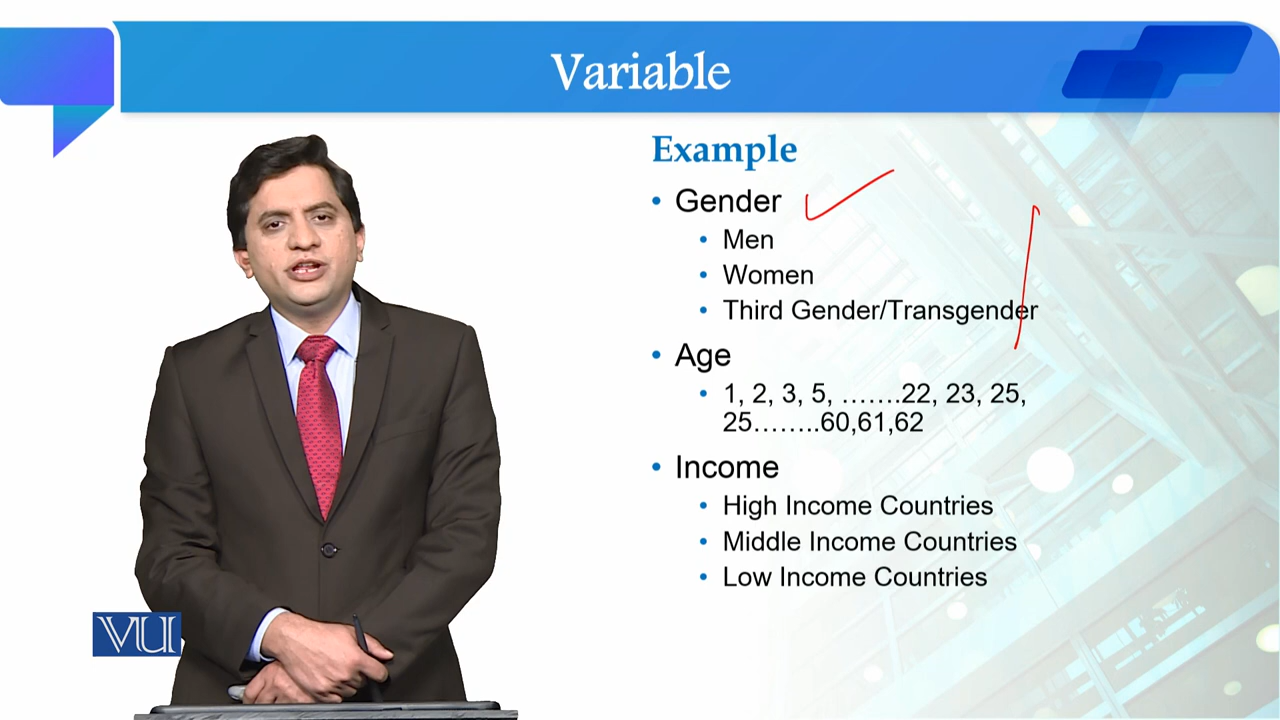 Variable
Example
• Gender
• Men
• Women
• Third Gender/Transgender
• Age
• 1, 2, 3, 5, …….22, 23, 25,
25……..60,61,62
• Income
• High Income Countries
• Middle Income Countries
• Low Income Countries
VU